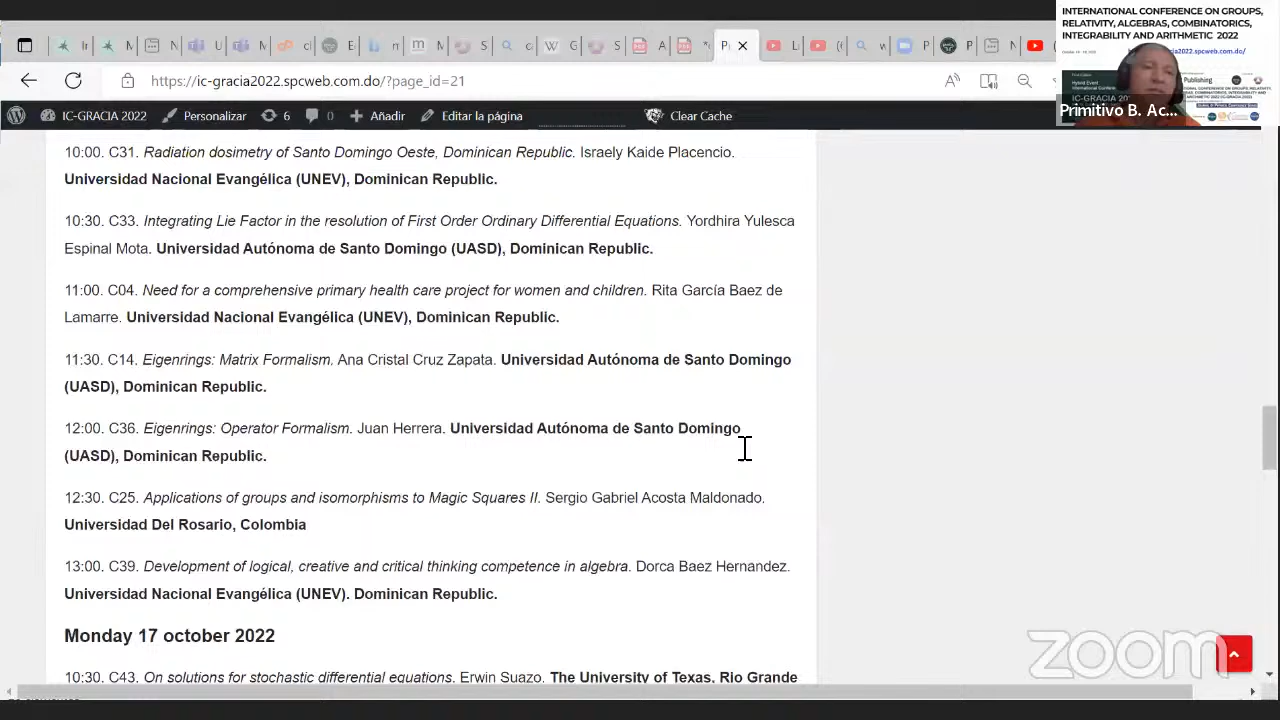 INTERNATIONAL CONFERENCE ON GROUPS,
RELATIVITY, ALGEBRAS, COMBINATORICS,
INTEGRABILITY AND ARITHMETIC 2022
https://ic-gracia2022.spcweb.com.do/?page_id=21
Publishing
Primitivo B. Ac...
IC-GRACIA 2022
Editar la p
Clear Cache
10:00. C31. Radiation dosimetry of Santo Domingo Oeste, Dominican Republic. Israely Kaide Placencio.
Universidad Nacional Evangélica (UNEV), Dominican Republic.
10:30. C33. Integrating Lie Factor in the resolution of First Order Ordinary Differential Equations. Yordhira Yulesca
Espinal Mota. Universidad Autónoma de Santo Domingo (UASD), Dominican Republic.
11:00. C04. Need for a comprehensive primary health care project for women and children. Rita García Baez de
Lamarre. Universidad Nacional Evangélica (UNEV), Dominican Republic.
11:30. C14. Eigenrings: Matrix Formalism. Ana Cristal Cruz Zapata. Universidad Autónoma de Santo Domingo
(UASD), Dominican Republic.
12:00. C36. Eigenrings: Operator Formalism. Juan Herrera. Universidad Autónoma de Santo Domingo
(UASD), Dominican Republic.
12:30. C25. Applications of groups and isomorphisms to Magic Squares II. Sergio Gabriel Acosta Maldonado.
Universidad Del Rosario, Colombia
13:00. C39. Development of logical, creative and critical thinking competence in algebra. Dorca Baez Hernandez.
Universidad Nacional Evangélica (UNEV). Dominican Republic.
Monday 17 october 2022
10:30. C43. On solutions for stochastic differential equations. Erwin Suazo. The University of Texas, Rio Grande
zoom